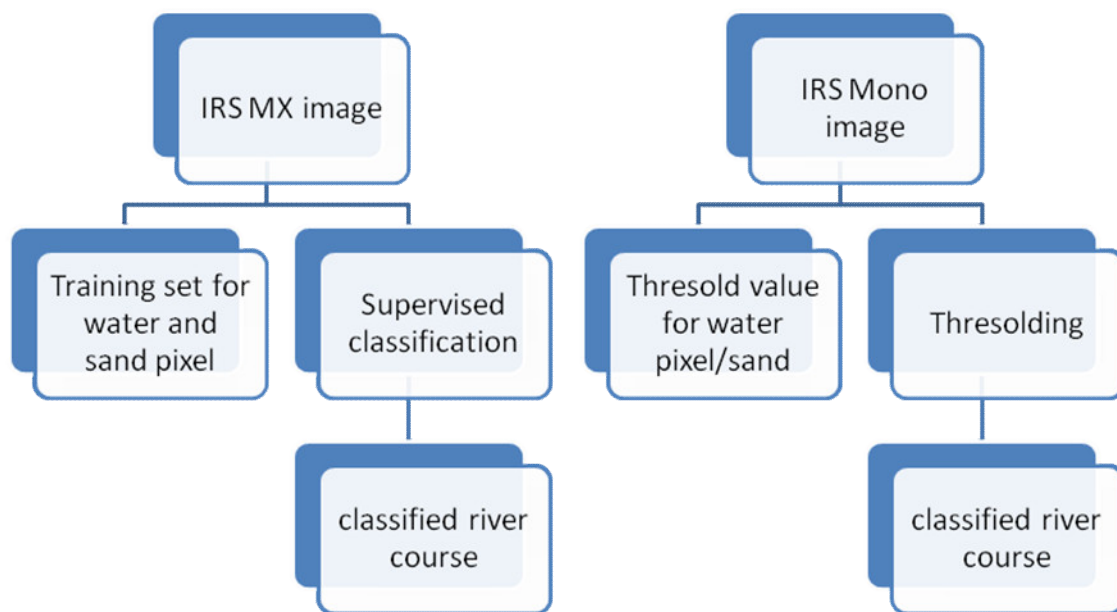 IRS MX image
IRS Mono
image
Training set for
water and
sand pixel
Supervised
classification
Thresold value
for water
pixel/sand
Thresolding
classified river
course
classified river
course